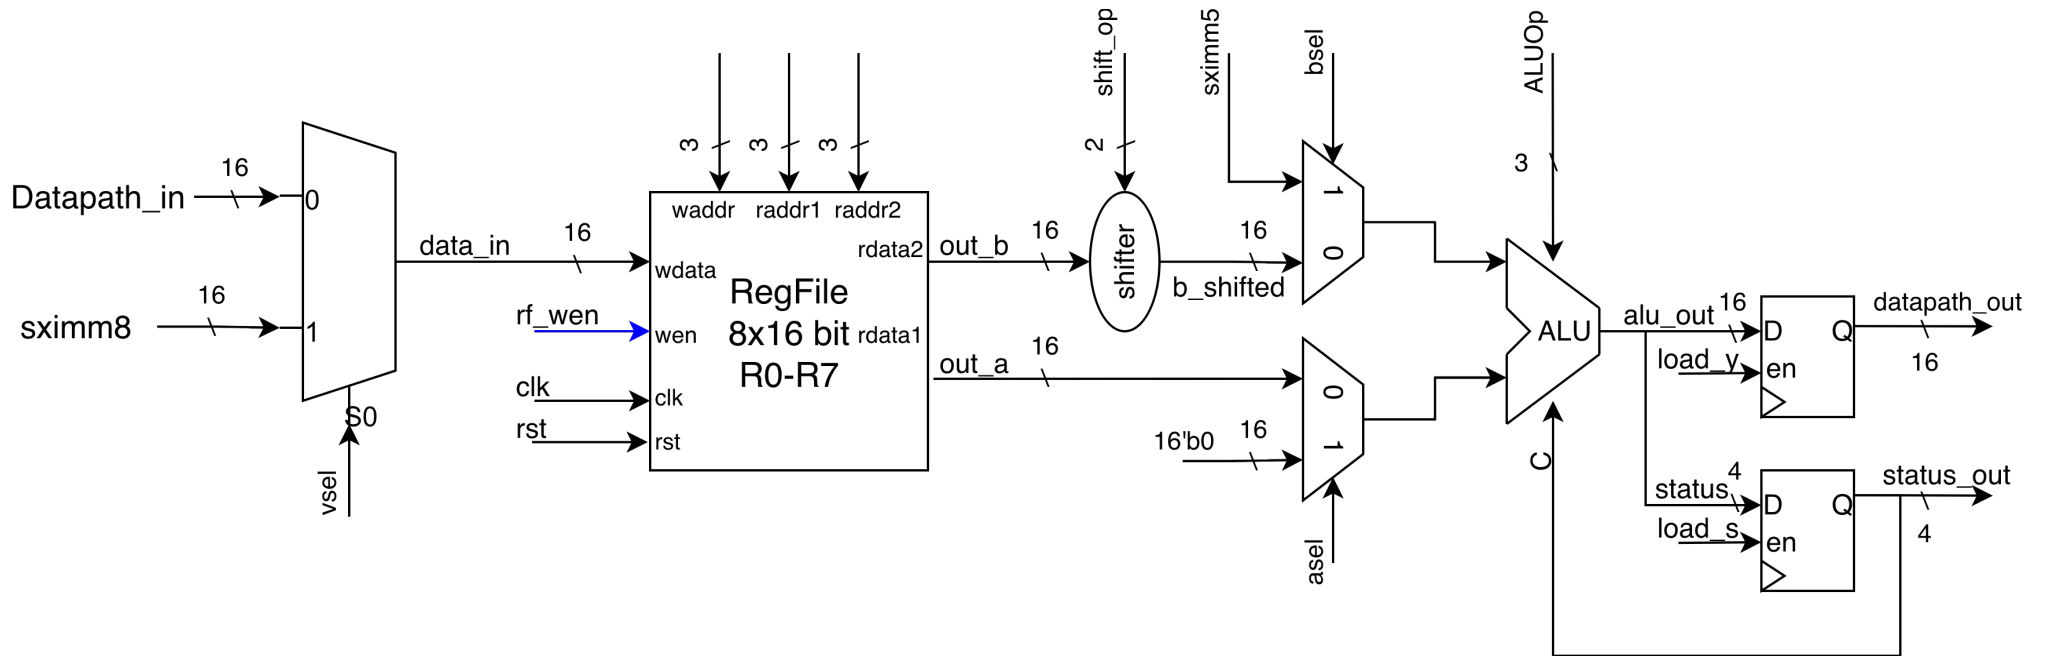 Datapath_in
16
0
sximm8
16
1
S0
vsel
data_in
16
rf_wen
clk
rst
3
3
3
waddr raddr1 raddr2
rdata2
wdata
RegFile
8x16 bit
R0-R7
wen
rdata1
clk
rst
out_b
16
out_a
16
shift_op
2
shifter
16
b_shifted
sximm5
bsel
1
0
16'b0
16
0
1
asel
ALUOp
3
ALU
C
alu_out
16
load_y
D
Q
en
datapath_out
16
status
4
load_s
D
Q
en
status_out
4